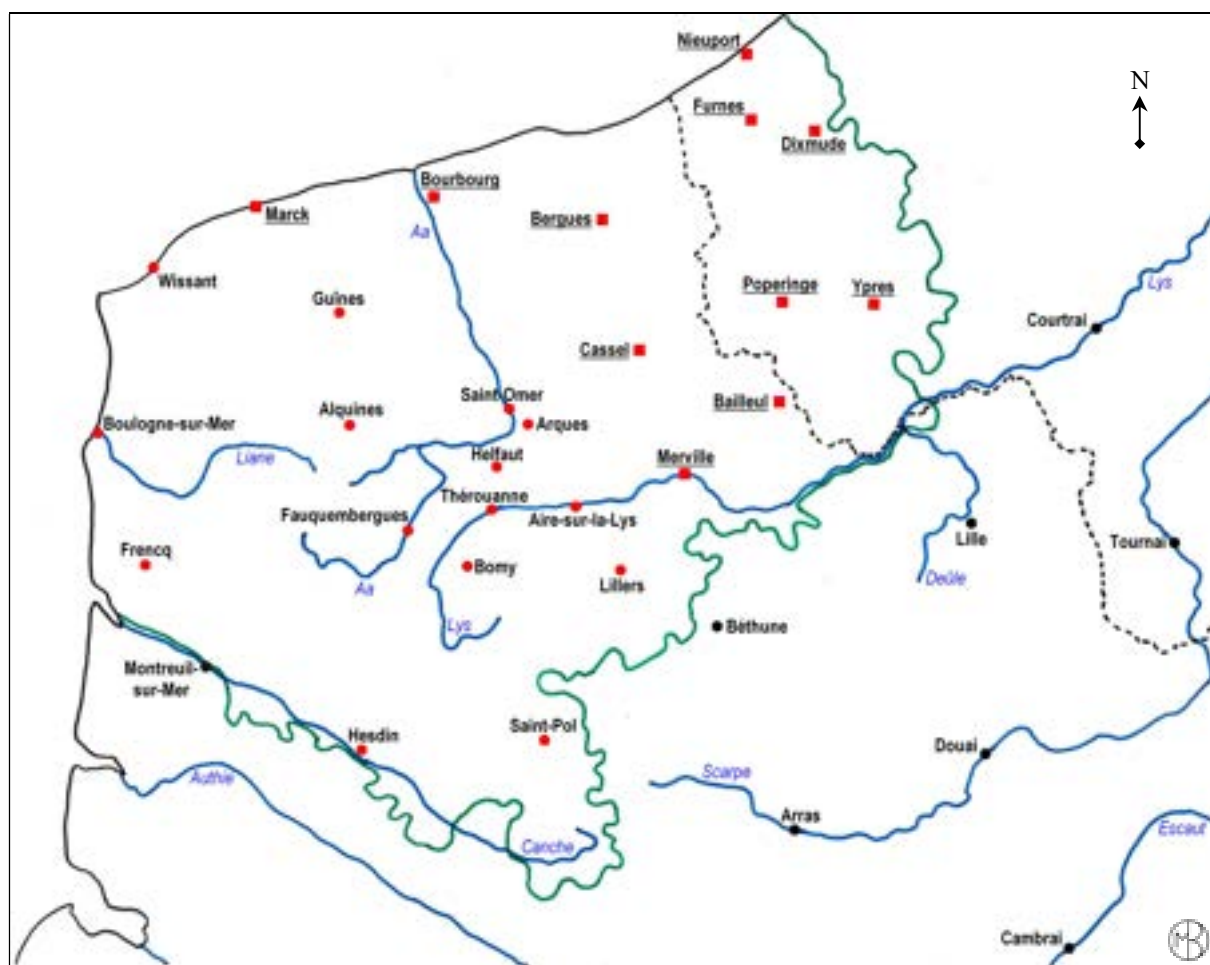 Nieuport
N
Furnes
Dixmude
Bourbourg
Marck
Bergues
Aa
Wissant
Guînes
Poperinge
Ypres
Lys
Courtrai
Cassel
Saint Omer
Alquines
Bailleul
Boulogne-sur-Mer
Arques
Liane
Helfaut
Merville
Thérouanne
Fauquembergues
Aire-sur-la-Lys
Lille
Tournai
Frencq
Bomy
Lillers
Deûle
Aa
Lys
Béthune
Montreuil-
sur-Mer
Hesdin
Saint-Pol
Douai
Authie
Scarpe
Arras
Canche
Escaut
Cambrai